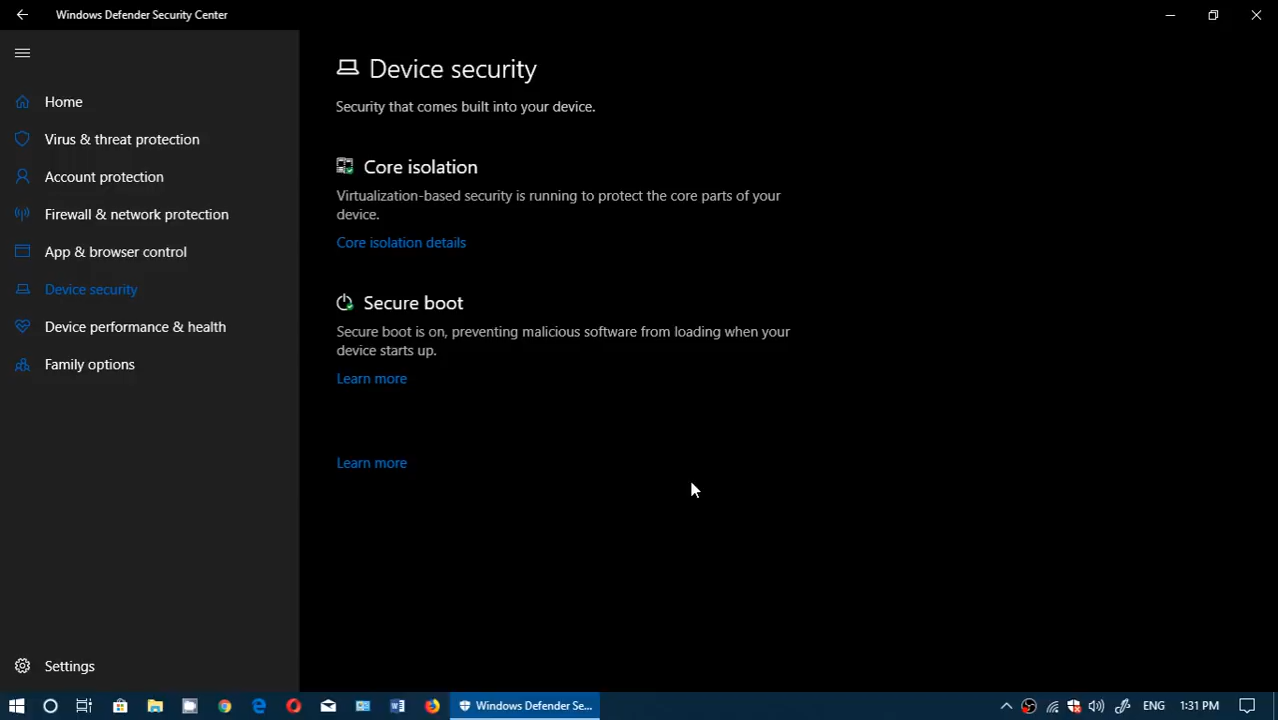 Windows Defender Security Center
Home
Virus & threat protection
Account protection
Firewall & network protection
App & browser control
Device security
Device performance & health
Family options
Settings
Device security
Security that comes built into your device.
Core isolation
Virtualization-based security is running to protect the core parts of your
device.
Core isolation details
Secure boot
Secure boot is on, preventing malicious software from loading when your
device starts up.
Learn more
Learn more
Windows Defender Se...
ENG
1:31 PM